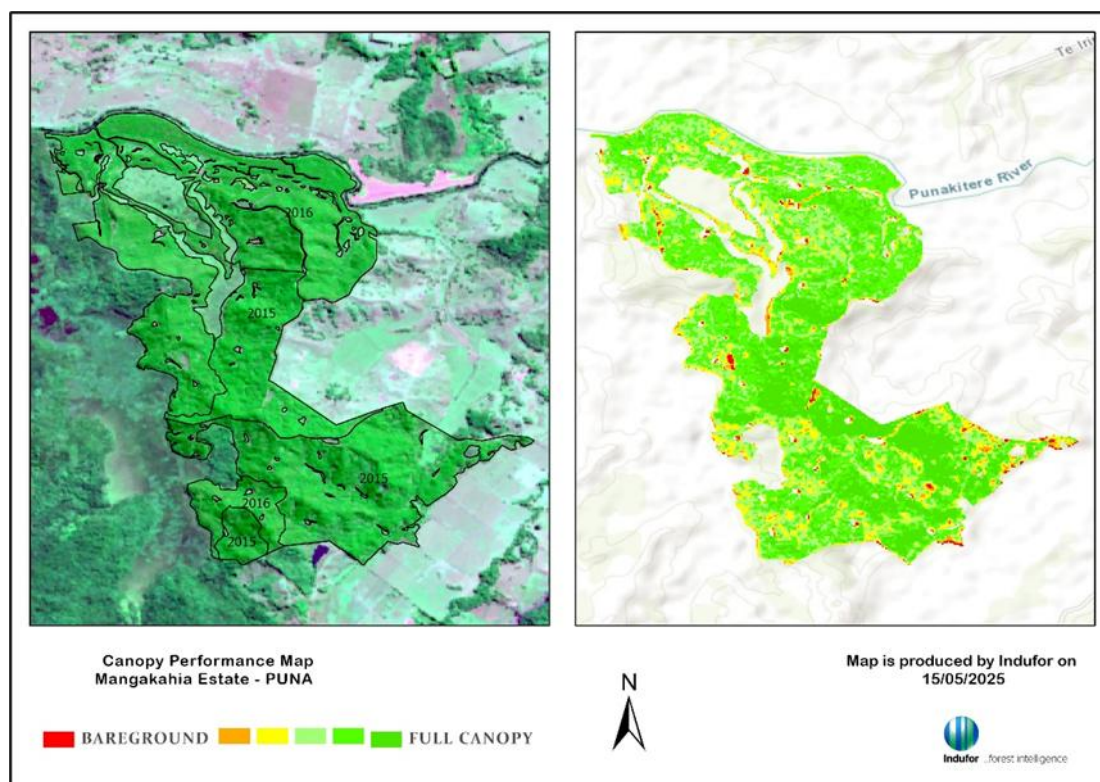 2016
2015
2015
2016
2015
Te Iri
Punakitere River
Canopy Performance Map
Mangakahia Estate - PUNA
Map is produced by Indufor on
15/05/2025
N
BAREGROUND FULL CANOPY
Indufor ..forest intelligence